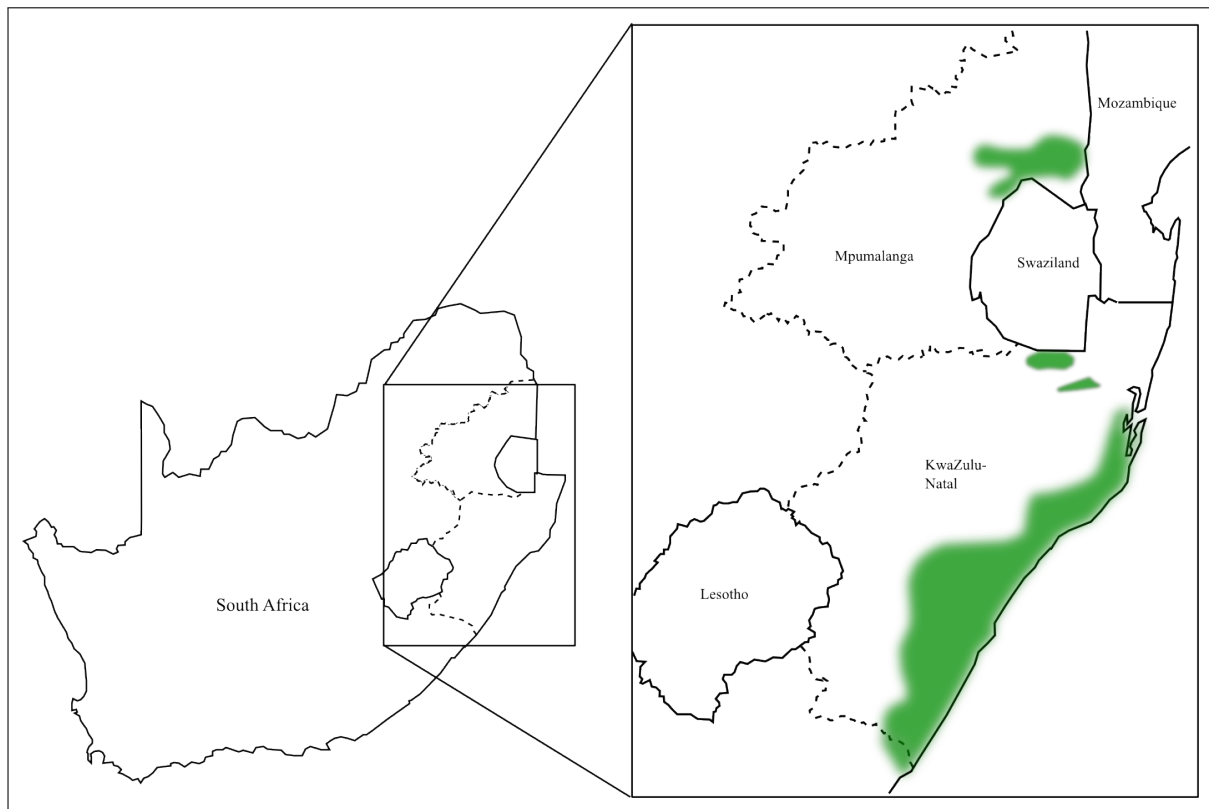 Mozambique
Mpumalanga
Swaziland
KwaZulu-
Natal
Lesotho
South Africa